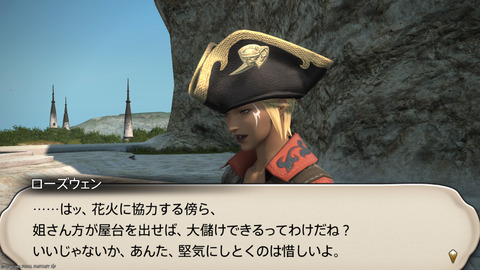 ローズウェン
……はッ、花火に協力する傍ら、
姐さん方が屋台を出せば、大儲けできるってわけだね？
いいじゃないか、あんた、堅気にしとくのは惜しいよ。